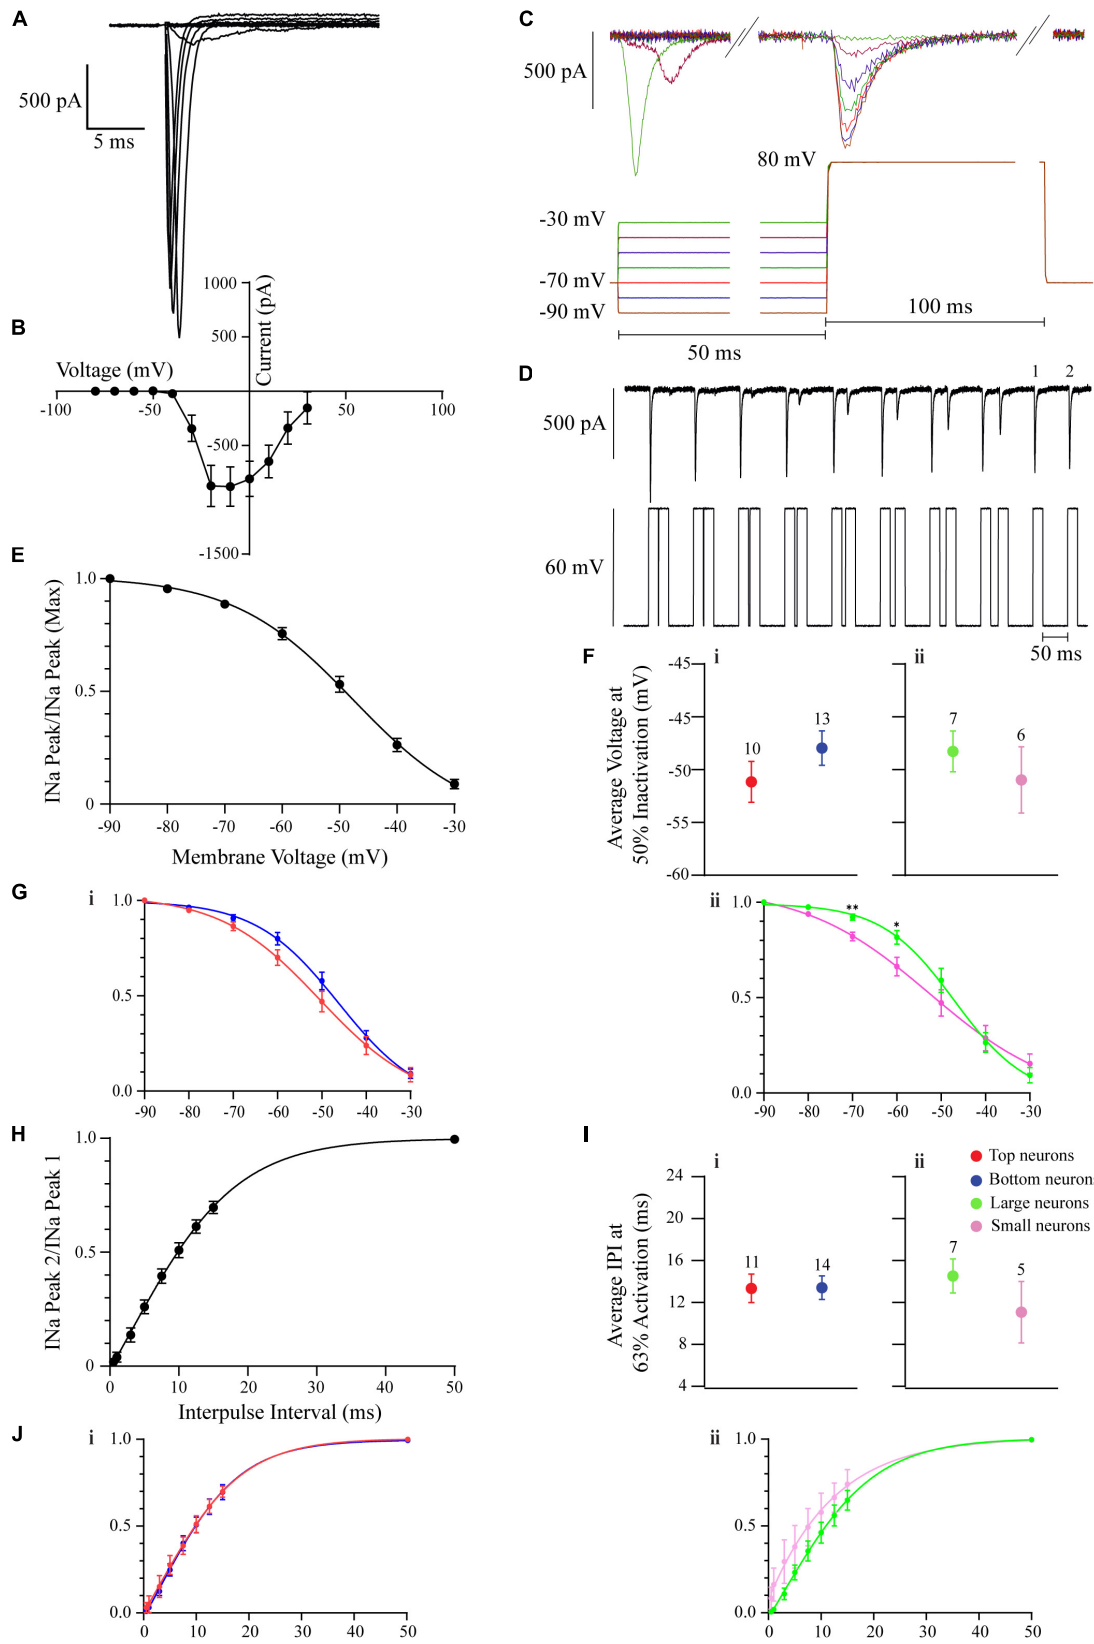 A
500 pA
5 ms
B
Voltage (mV)
Current (pA)
1000
500
-500
-1500
-100
-50
50
100
C
500 pA
80 mV
-30 mV
-70 mV
-90 mV
100 ms
50 ms
D
1 2
500 pA
60 mV
50 ms
E
INa Peak/INa Peak (Max)
1.0
0.5
0
-90 -80 -70 -60 -50 -40 -30
Membrane Voltage (mV)
F
i
ii
Average Voltage at
50% Inactivation (mV)
-45
-45
-50
-55
-60
10
13
7
6
G
i
1.0
0.5
0.0
-90 -80 -70 -60 -50 -40 -30
ii
1.0
0.5
0.0
** *
-90 -80 -70 -60 -50 -40 -30
H
INa Peak 2/INa Peak 1
1.0
0.5
0
0 10 20 30 40 50
Interpulse Interval (ms)
I
i
ii
Average IPI at
63% Activation (ms)
24
20
16
12
8
4
11
14
7
5
Top neurons
Bottom neurons
Large neurons
Small neurons
J
i
1.0
0.5
0.0
0 10 20 30 40 50
ii
1.0
0.5
0.0
0 10 20 30 40 50